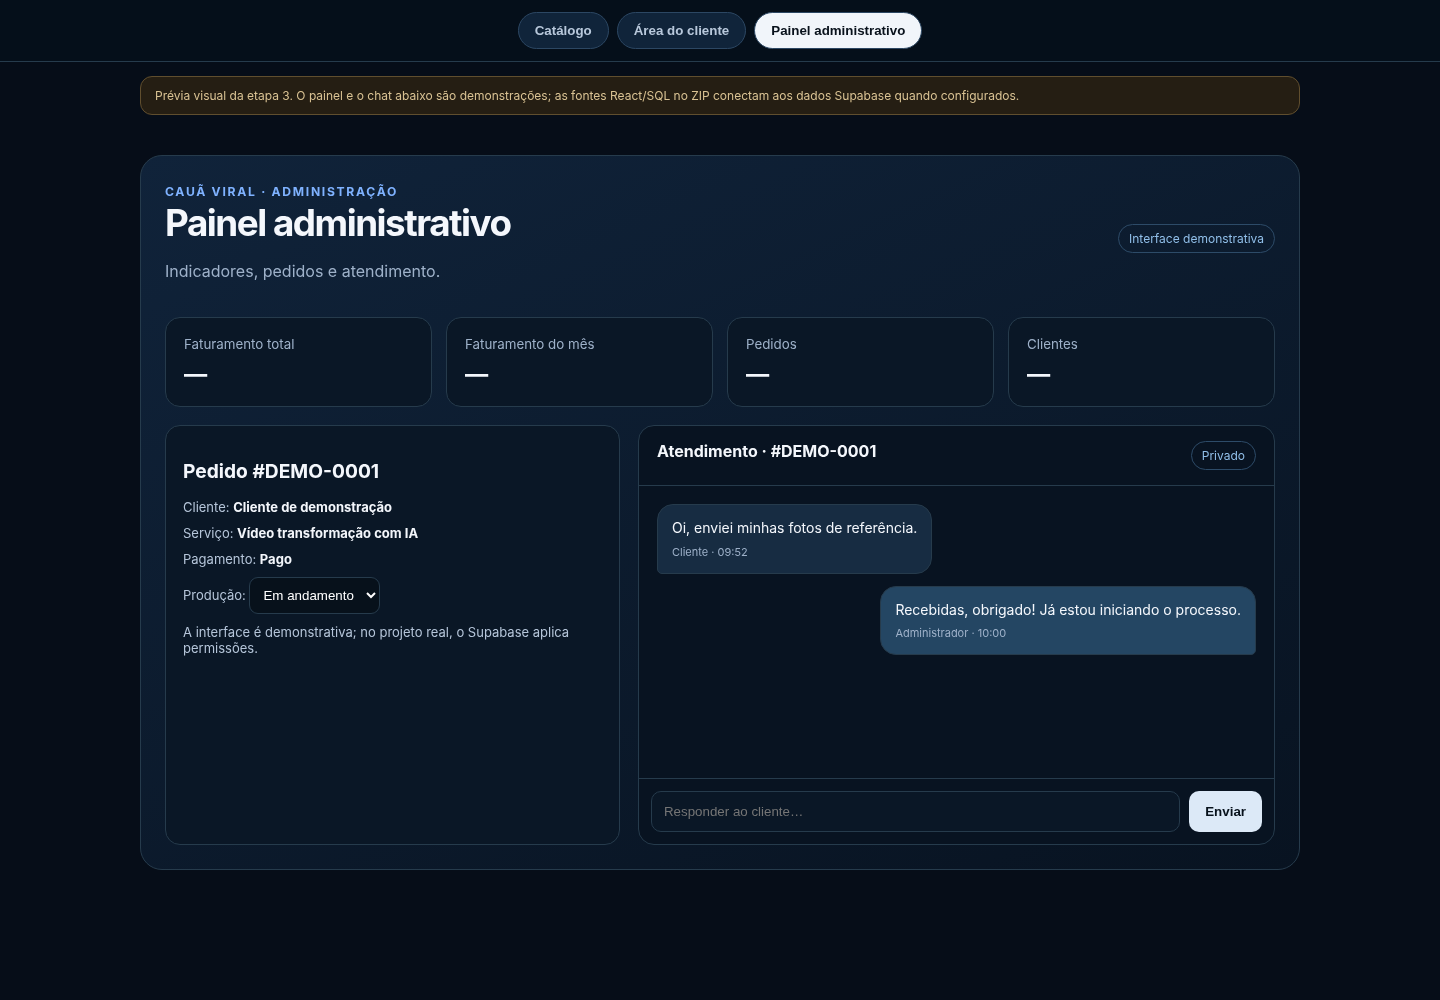 Catálogo
Área do cliente
Painel administrativo
Prévia visual da etapa 3. O painel e o chat abaixo são demonstrações; as fontes React/SQL no ZIP conectam aos dados Supabase quando configurados.
CAUÃ VIRAL · ADMINISTRAÇÃO
Painel administrativo
Interface demonstrativa
Indicadores, pedidos e atendimento.
Faturamento total
—
Faturamento do mês
—
Pedidos
—
Clientes
—
Pedido #DEMO-0001
Cliente: Cliente de demonstração
Serviço: Vídeo transformação com IA
Pagamento: Pago
Produção: Em andamento
A interface é demonstrativa; no projeto real, o Supabase aplica
permissões.
Atendimento · #DEMO-0001
Privado
Oi, enviei minhas fotos de referência.
Cliente · 09:52
Recebidas, obrigado! Já estou iniciando o processo.
Administrador · 10:00
Responder ao cliente…
Enviar